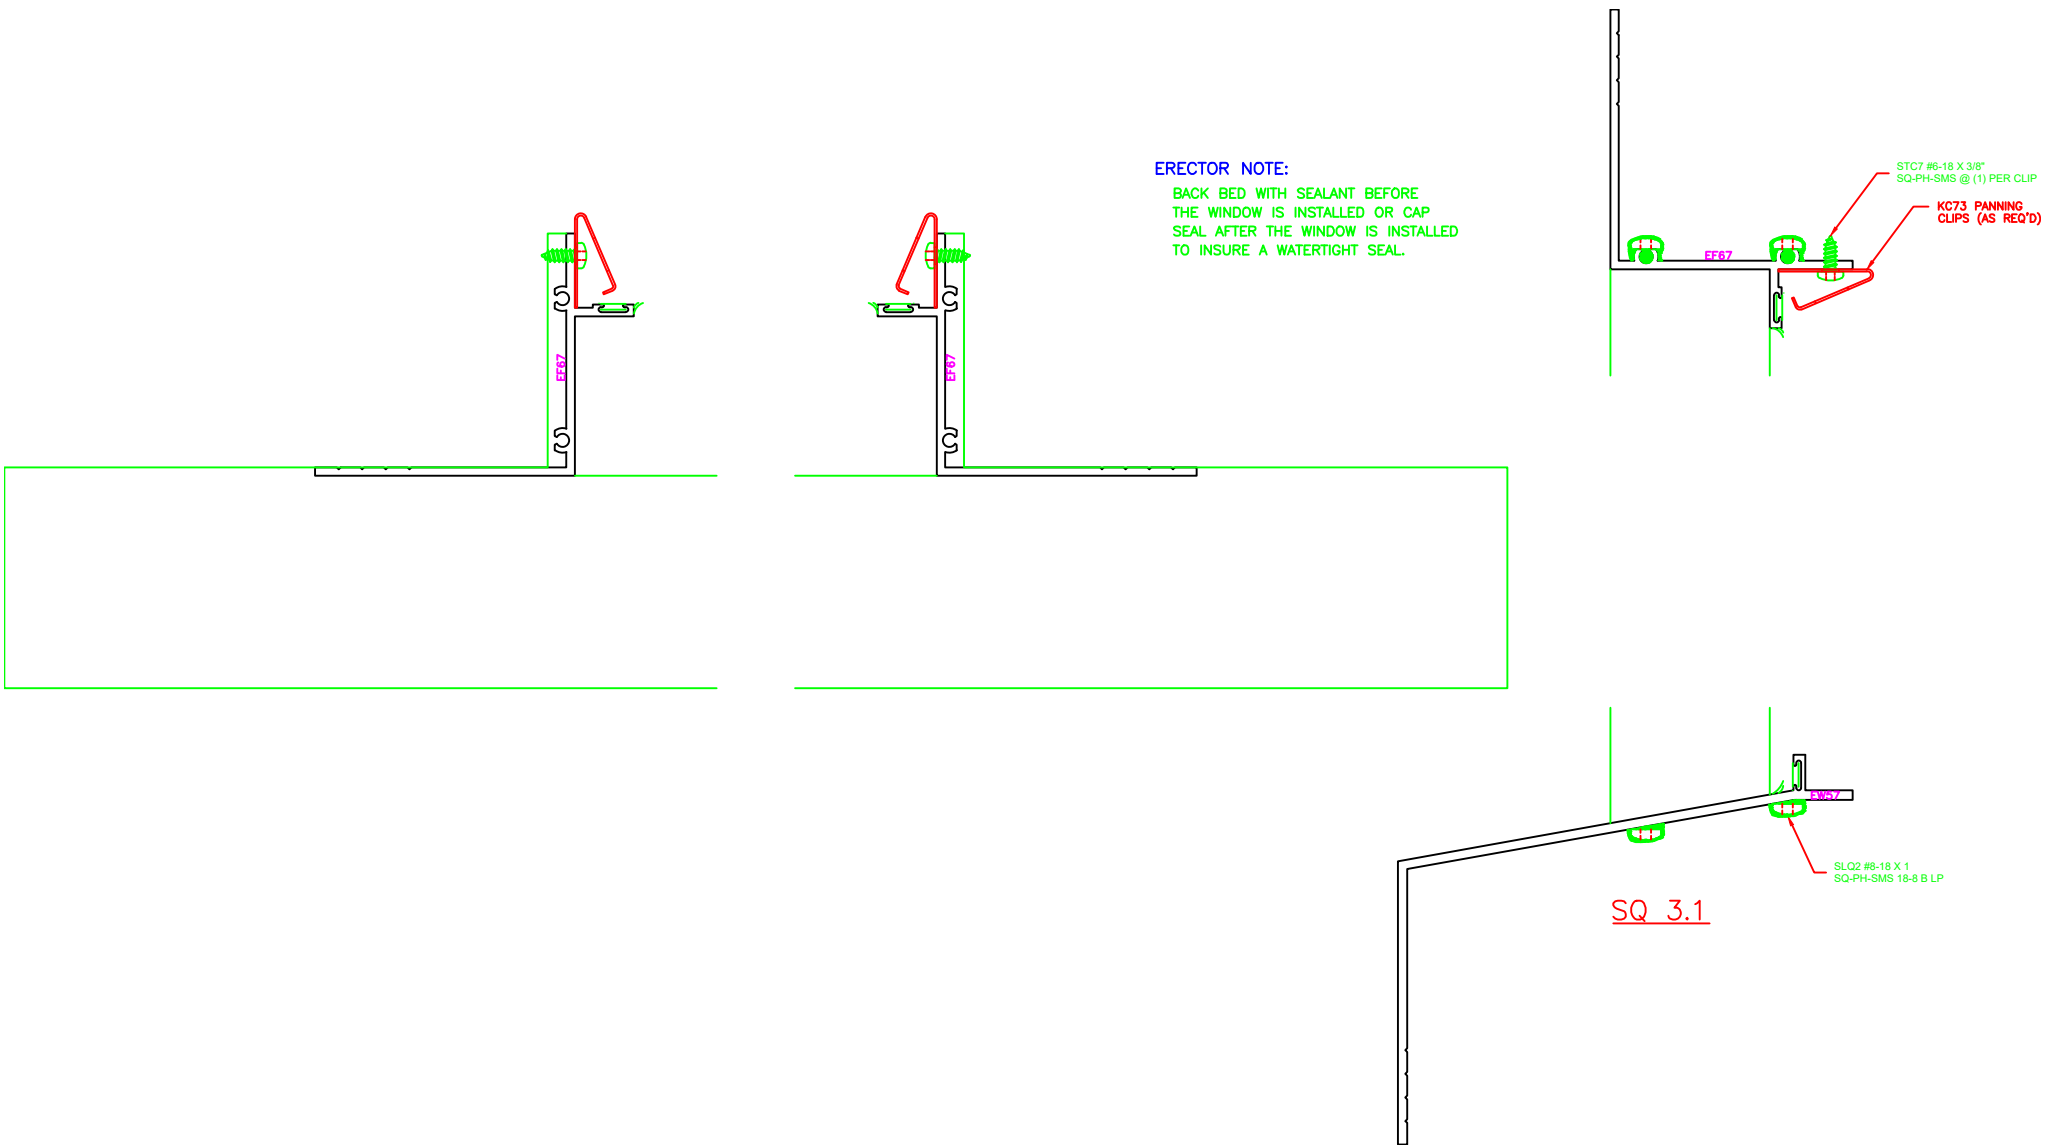 ERECTOR NOTE:
BACK BED WITH SEALANT BEFORE
THE WINDOW IS INSTALLED OR CAP
SEAL AFTER THE WINDOW IS INSTALLED
TO INSURE A WATERTIGHT SEAL.
STC7 #6-18 X 3/8"
SQ-PH-SMS @ (1) PER CLIP
KC73 PANNING
CLIPS (AS REQ'D)
EF67
EF67
EF67
EW57
SLQ2 #8-18 X 1
SQ-PH-SMS 18-8 B LP
SQ 3.1